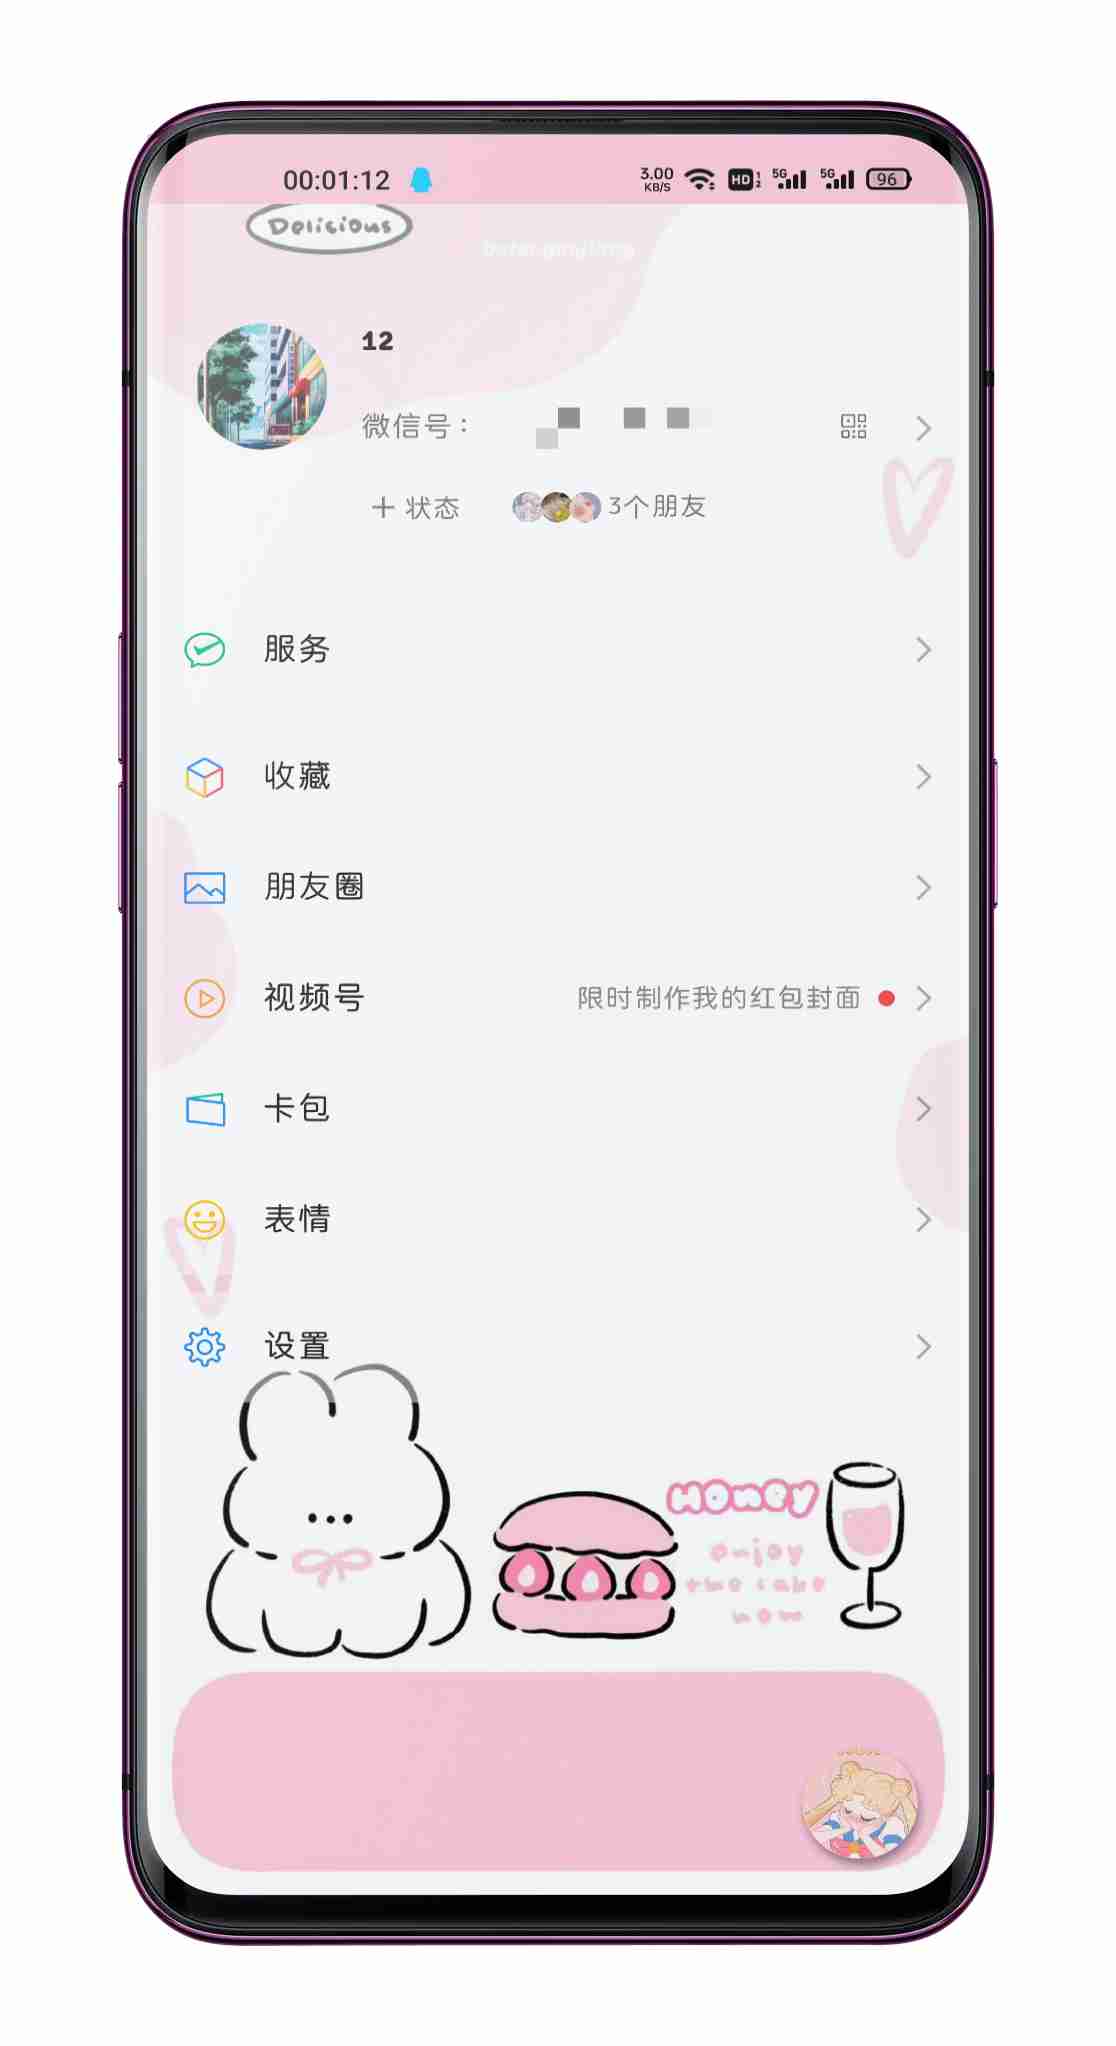 00:01:12
3.00
KB/S
HD 1
2
5G
5G
96
Delicious
12
微信号：
+ 状态
3个朋友
服务
收藏
朋友圈
视频号
限时制作我的红包封面
卡包
表情
设置
Honey
enjoy
the cake
now